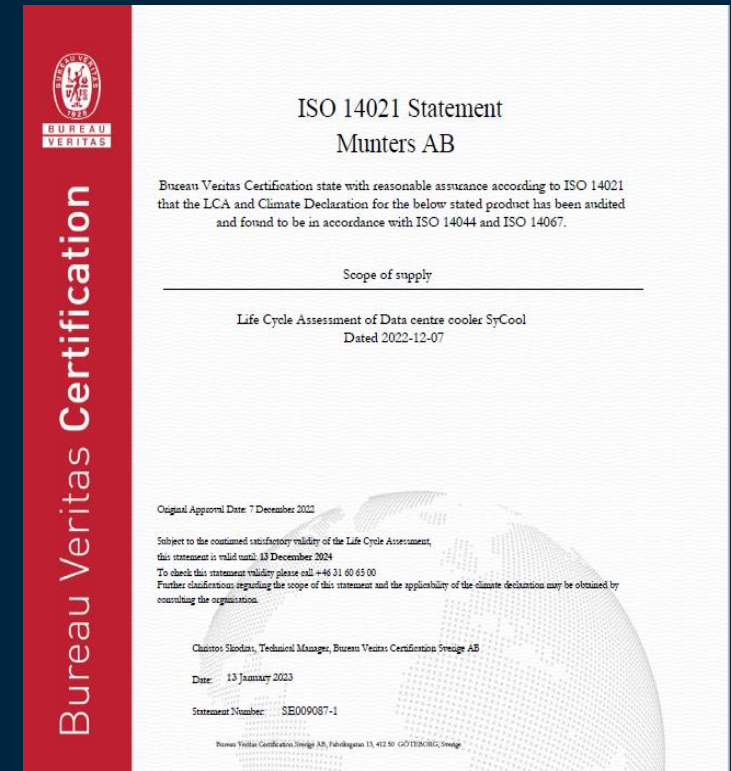 BUREAU VERITAS
1828
BUREAU
VERITAS
Bureau Veritas Certification
ISO 14021 Statement
Munters AB
Bureau Veritas Certification state with reasonable assurance according to ISO 14021
that the LCA and Climate Declaration for the below stated product has been audited
and found to be in accordance with ISO 14044 and ISO 14067.
Scope of supply
Life Cycle Assessment of Data centre cooler SyCool
Dated 2022-12-07
Original Approval Date: 7 December 2022
Subject to the continued satisfactory validity of the Life Cycle Assessment,
this statement is valid until: 13 December 2024
To check this statement validity please call +46 31 60 65 00
Further clarifications regarding the scope of this statement and the applicability of the climate declaration may be obtained by
consulting the organisation.
Christos Skodras, Technical Manager, Bureau Veritas Certification Sverige AB
Date: 13 January 2023
Statement Number: SE009087-1
Bureau Veritas Certification Sverige AB, Fabriksgatan 13, 412 50 GÖTEBORG, Sverige